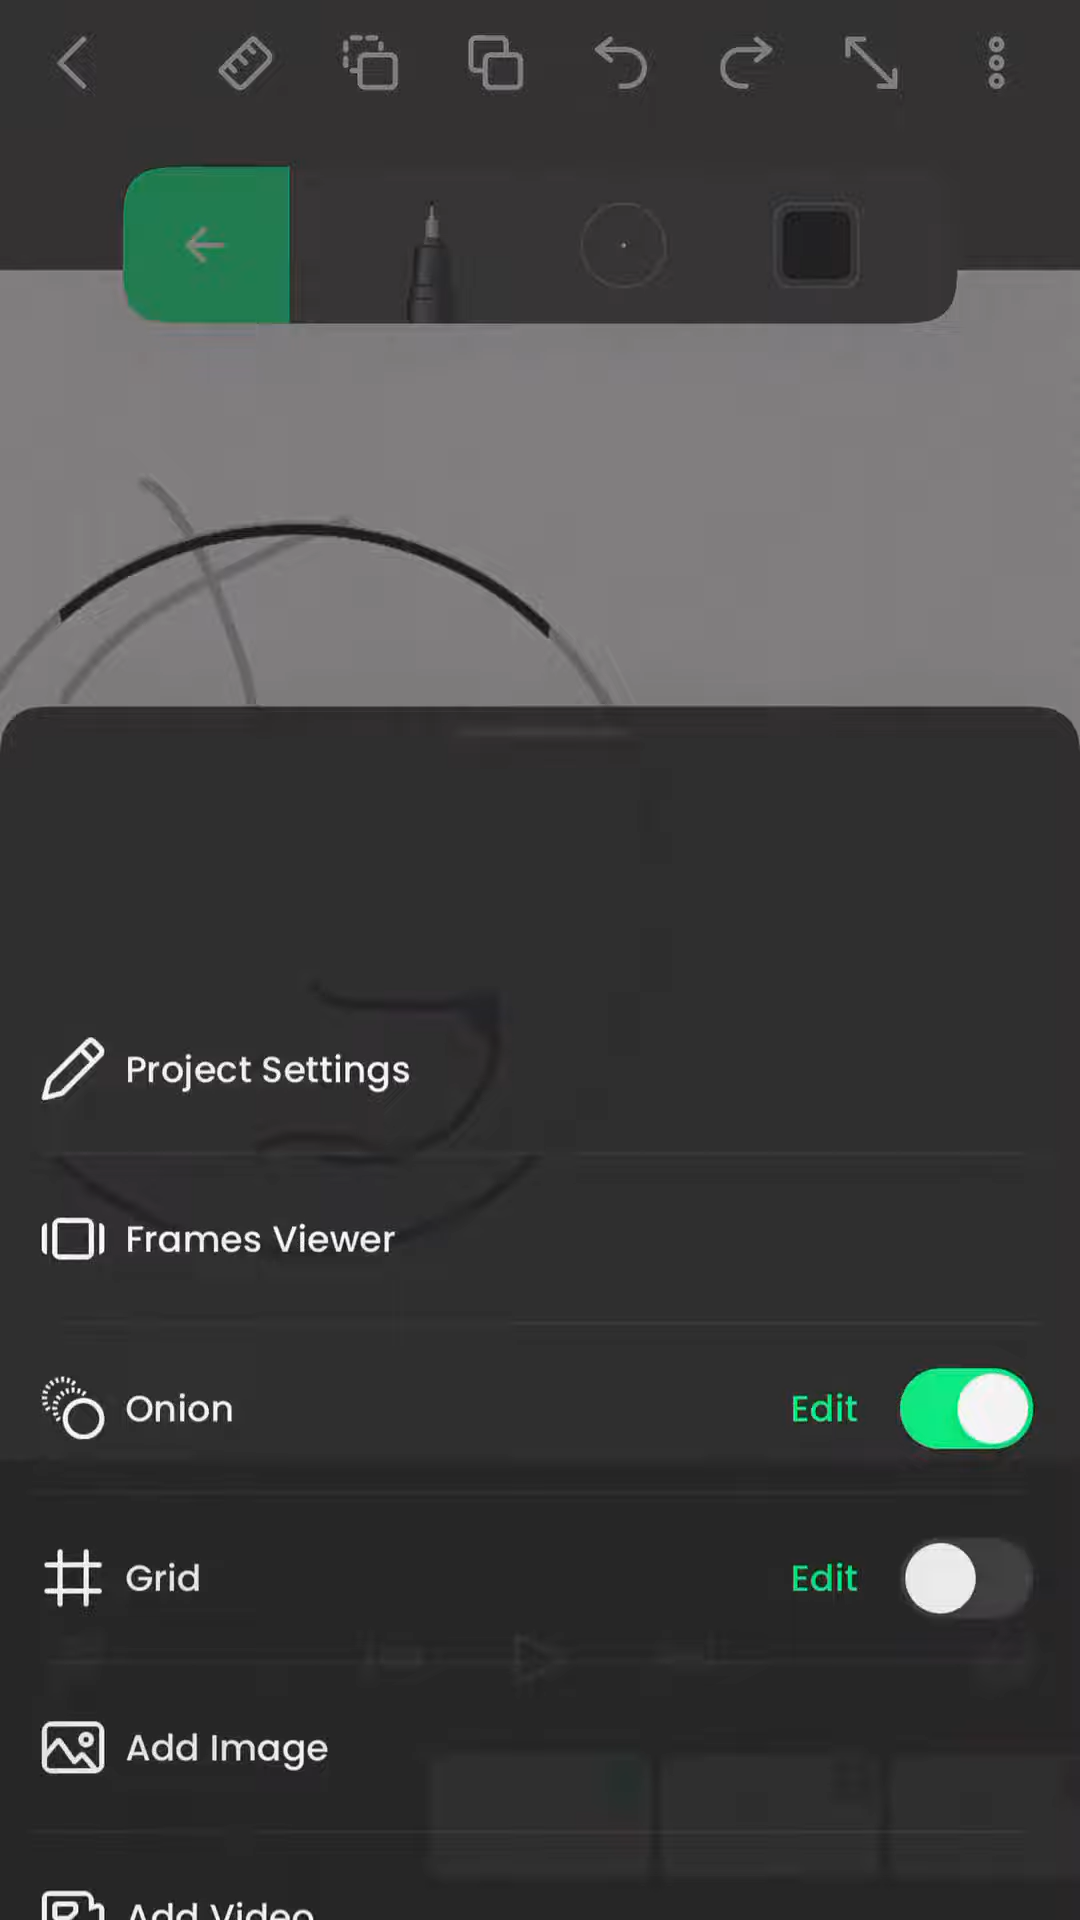 Project Settings
Frames Viewer
Onion Edit
Grid Edit
Add Image
Add Video